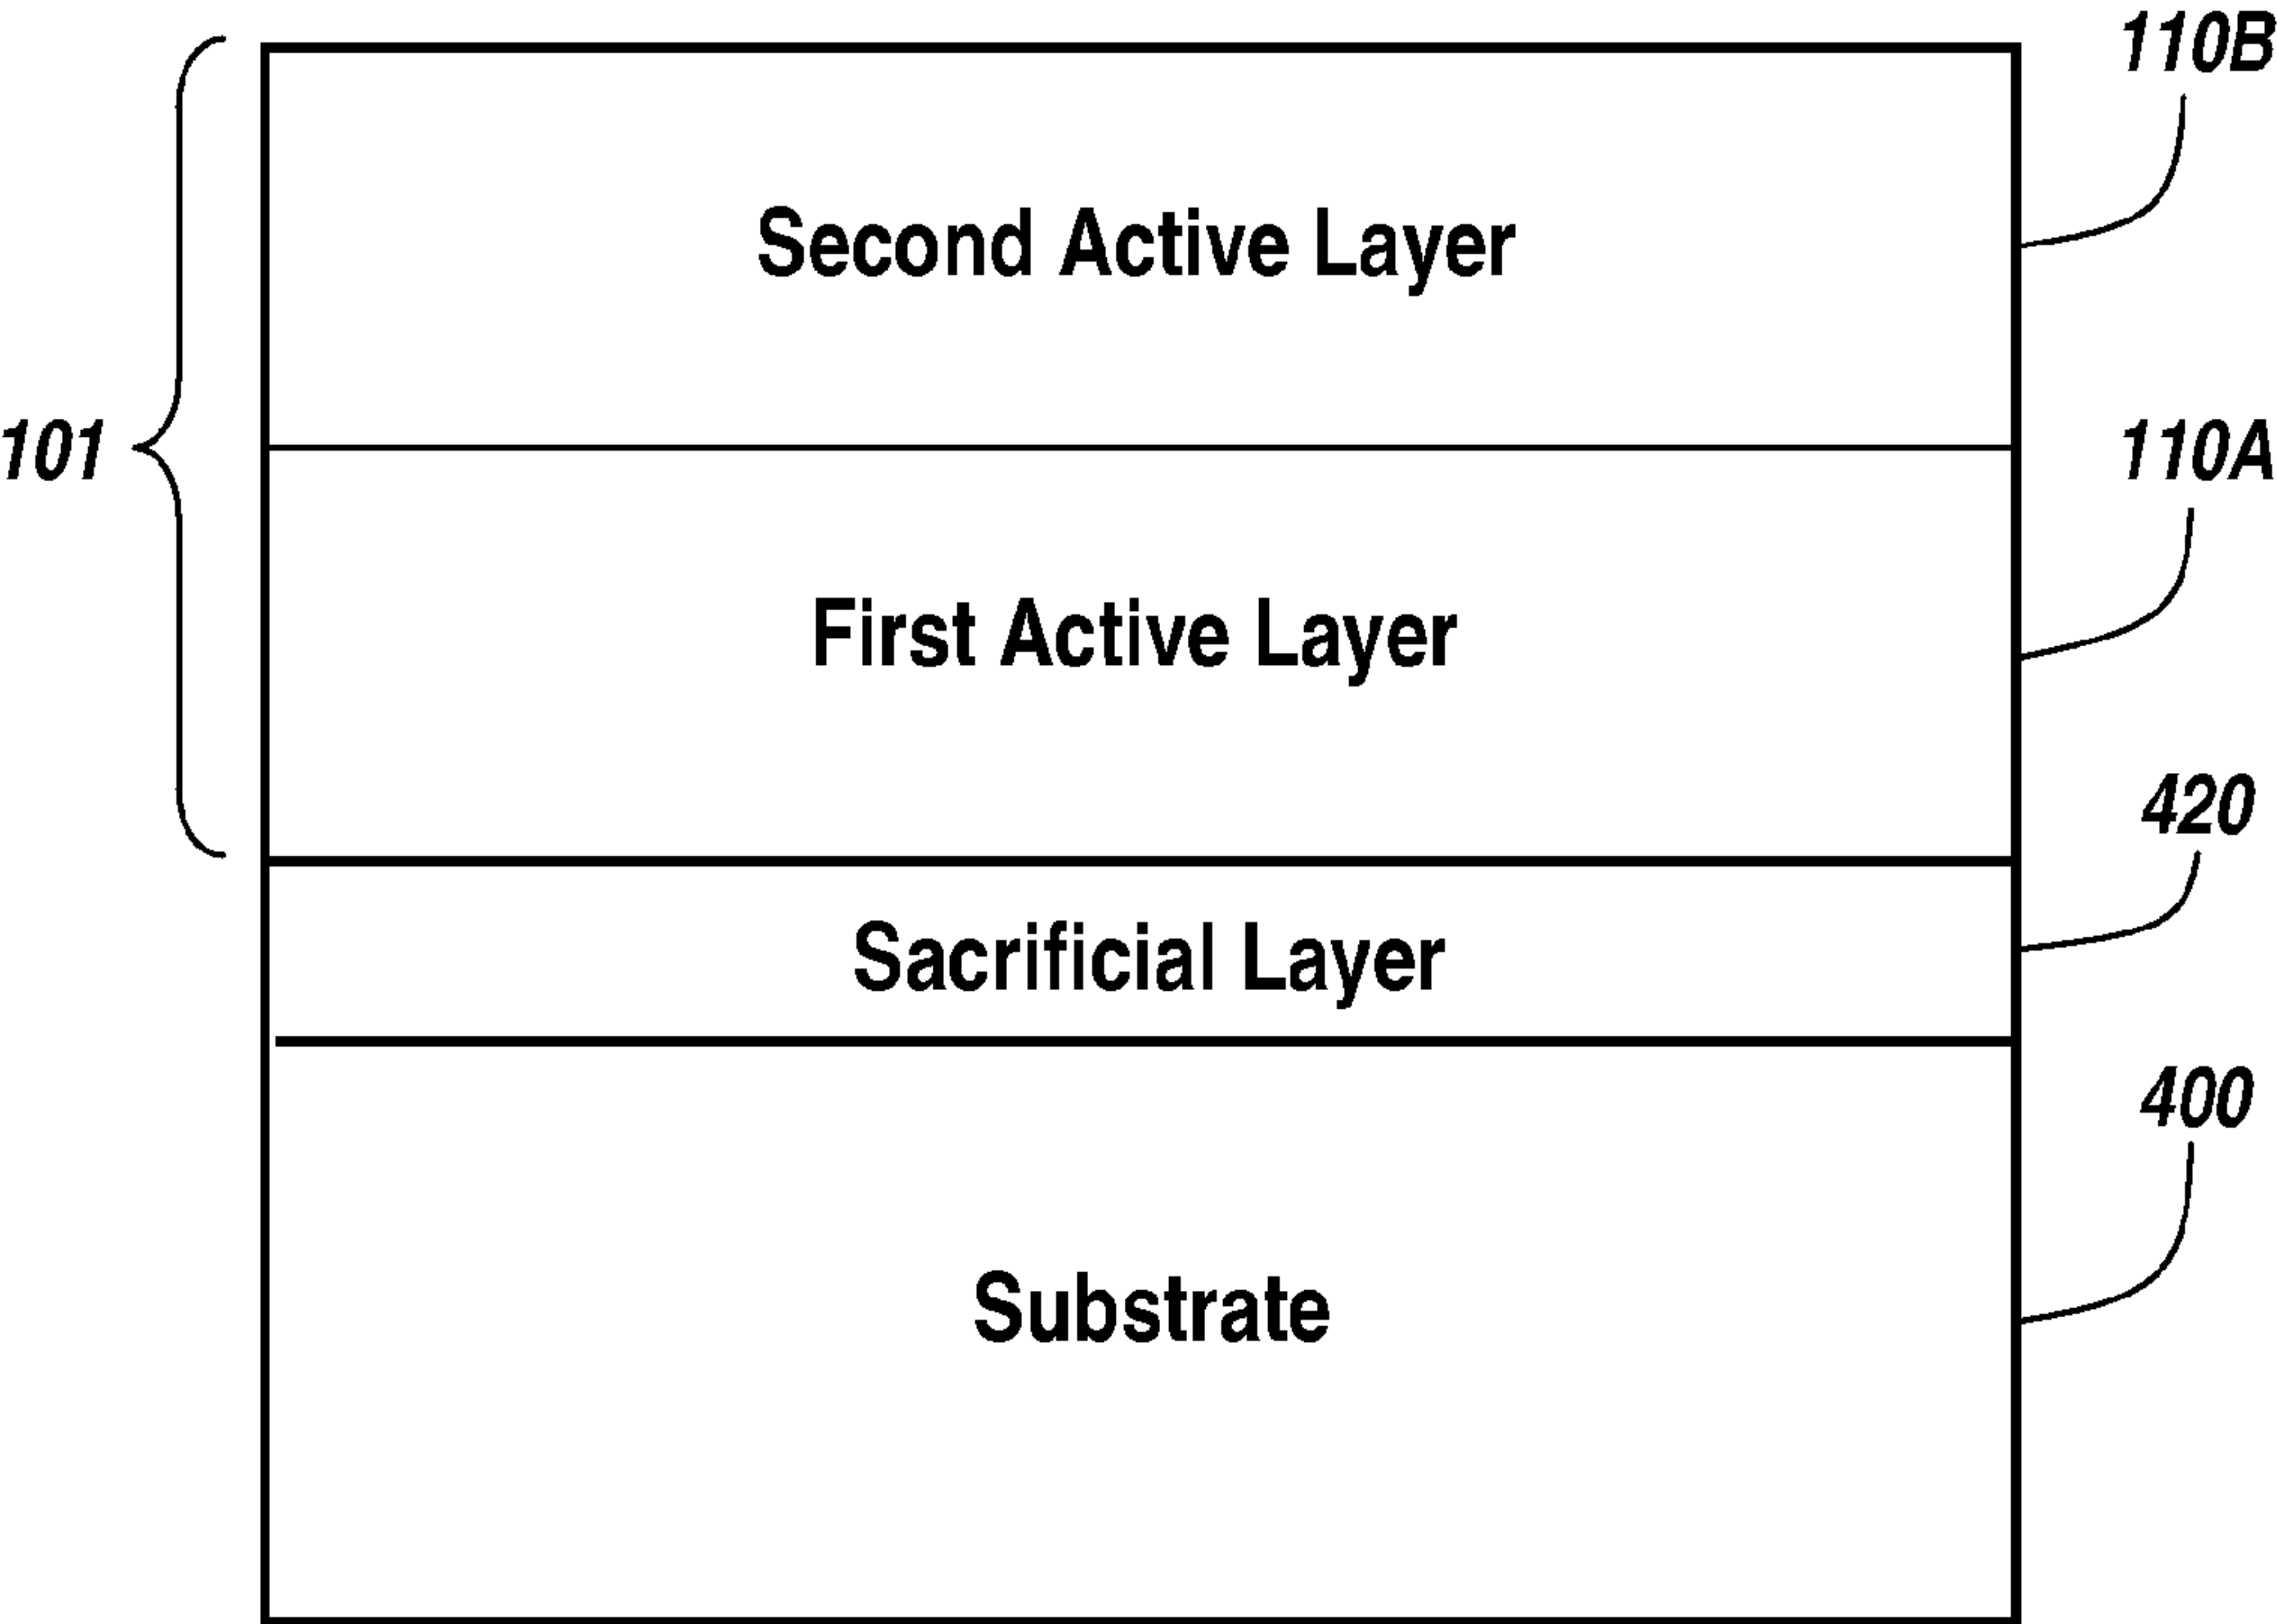 110B
Second Active Layer
101
110A
First Active Layer
420
Sacrificial Layer
400
Substrate